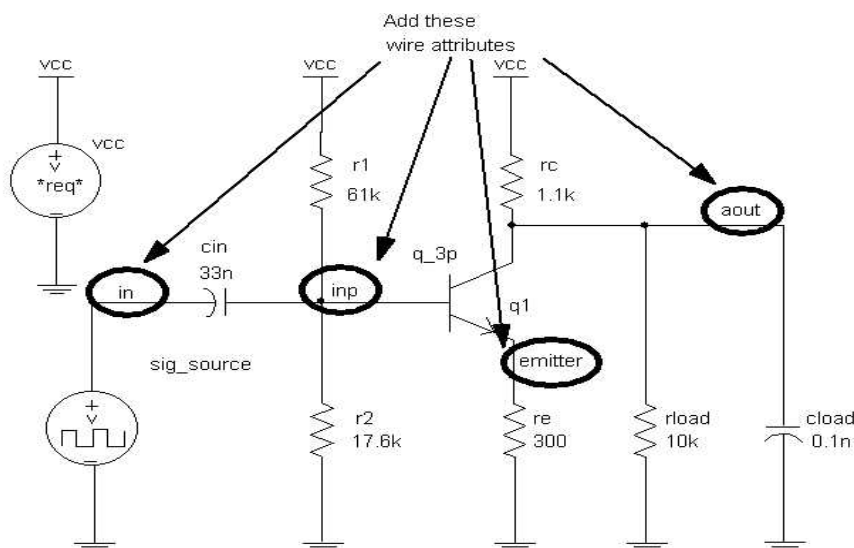 Add these
wire attributes
vcc
vcc
vcc
vcc
+
v
*req*
r1
61k
rc
1.1k
aout
cin
33n
q_3p
in
inp
q1
sig_source
emitter
+
v
r2
17.6k
re
300
rload
10k
cload
0.1n